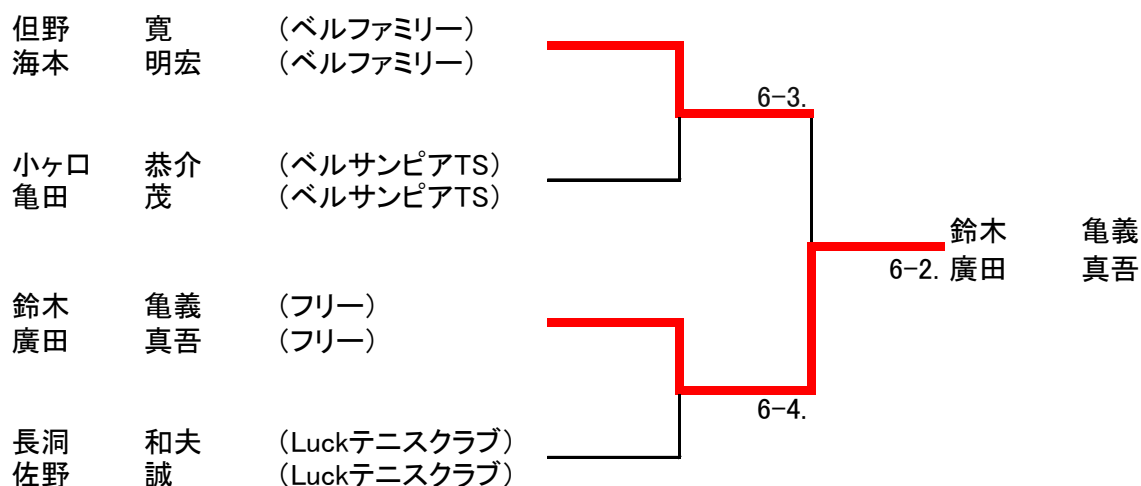 但野 寛 (ベルファミリー)
海本 明宏 (ベルファミリー)
6-3.
小ヶ口 恭介 (ベルサンピアTS)
亀田 茂 (ベルサンピアTS)
鈴木 亀義
6-2. 廣田 真吾
鈴木 亀義 (フリー)
廣田 真吾 (フリー)
6-4.
長洞 和夫 (Luckテニスクラブ)
佐野 誠 (Luckテニスクラブ)